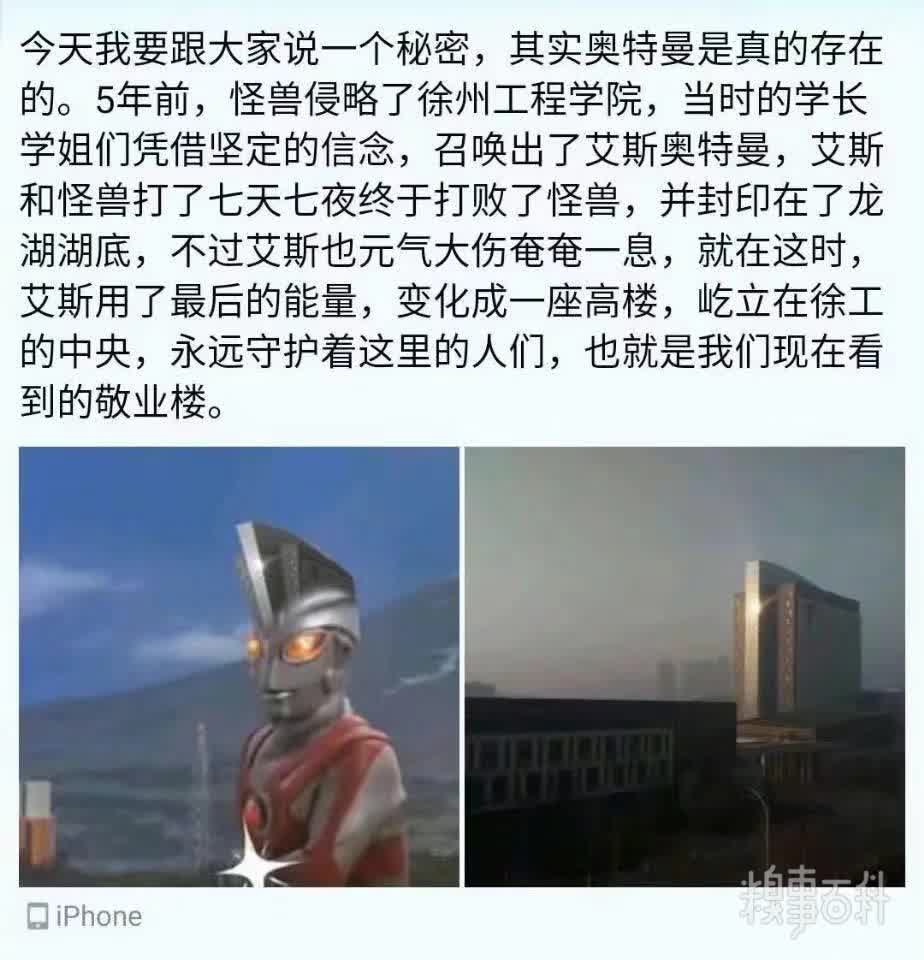 今天我要跟大家说一个秘密，其实奥特曼是真的存在
的。5年前，怪兽侵略了徐州工程学院，当时的学长
学姐们凭借坚定的信念，召唤出了艾斯奥特曼，艾斯
和怪兽打了七天七夜终于打败了怪兽，并封印在了龙
湖湖底，不过艾斯也元气大伤奄奄一息，就在这时，
艾斯用了最后的能量，变化成一座高楼，屹立在徐工
的中央，永远守护着这里的人们，也就是我们现在看
到的敬业楼。
iPhone
糗事百科